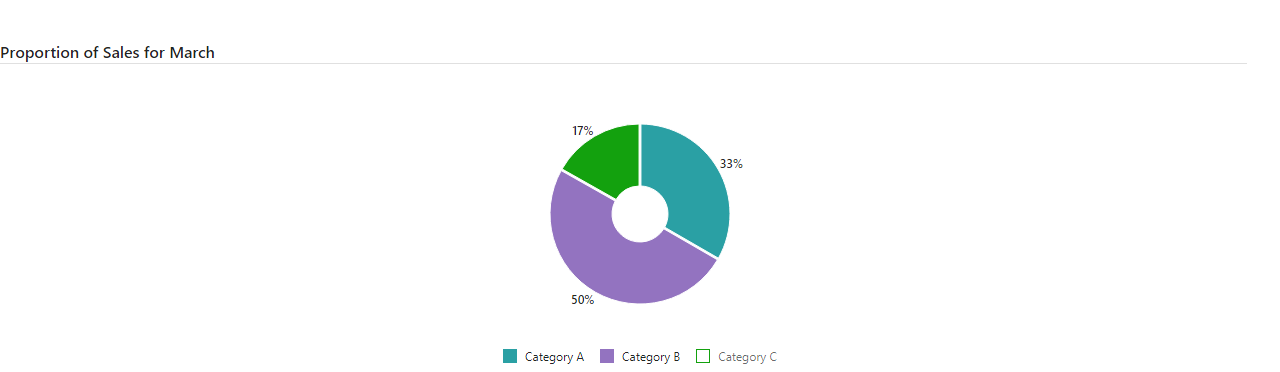 Proportion of Sales for March
17%
33%
50%
Category A
Category B
Category C